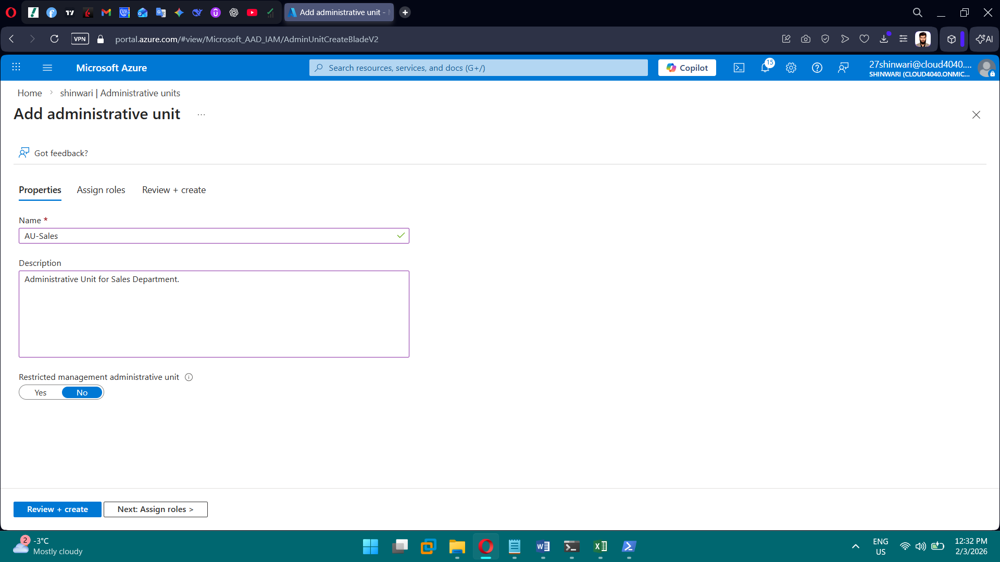 Add administrative unit -
VPN
portal.azure.com/#view/Microsoft_AAD_IAM/AdminUnitCreateBladeV2
AI
Microsoft Azure
Search resources, services, and docs (G+/)
Copilot
15
27shinwari@cloud4040....
SHINWARI (CLOUD4040.ONMIC...
Home
shinwari | Administrative units
Add administrative unit
...
Got feedback?
Properties
Assign roles
Review + create
Name *
AU-Sales
Description
Administrative Unit for Sales Department.
Restricted management administrative unit
Yes
No
Review + create
Next: Assign roles >
2
-3°C
Mostly cloudy
ENG
US
12:32 PM
2/3/2026